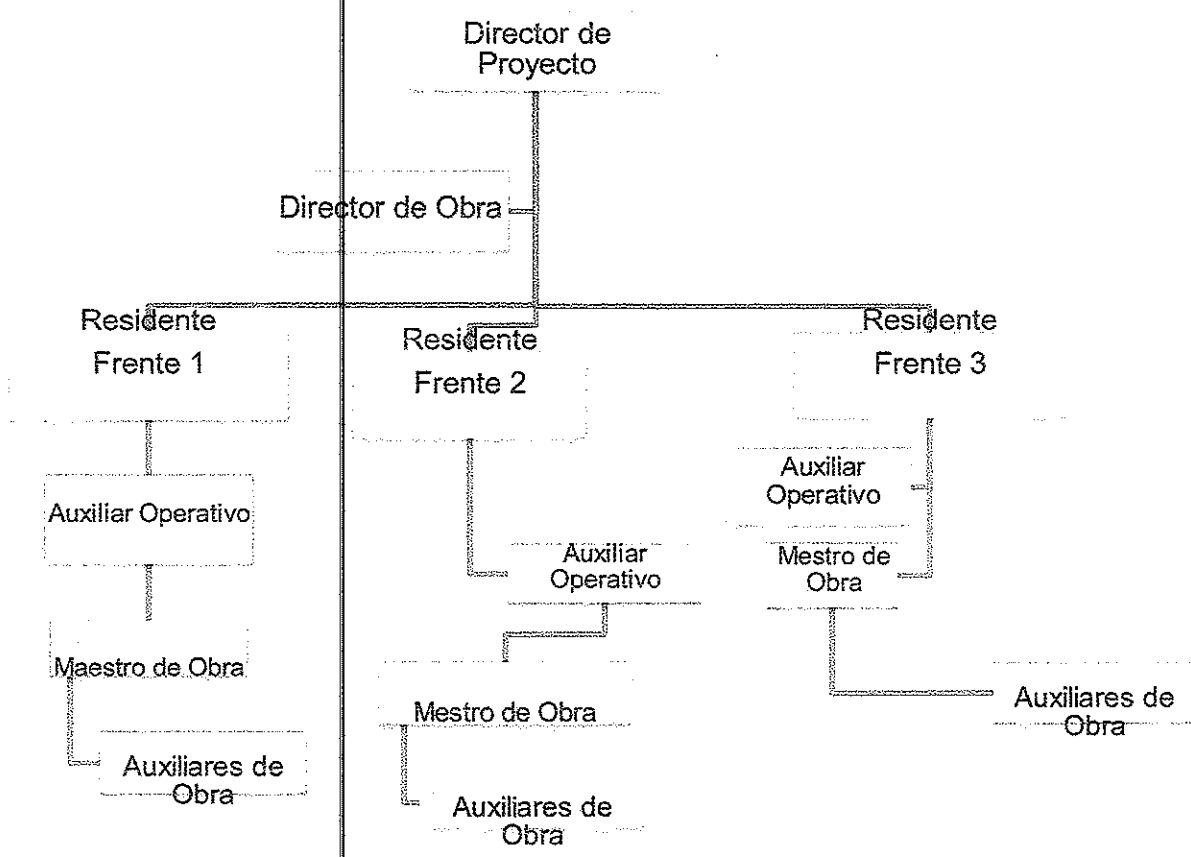 Director de
Proyecto
Director de Obra
Residente
Frente 1
Residente
Frente 2
Residente
Frente 3
Auxiliar Operativo
Auxiliar
Operativo
Auxiliar
Operativo
Mestro de
Obra
Maestro de Obra
Mestro de Obra
Auxiliares de
Obra
Auxiliares de
Obra
Auxiliares de
Obra